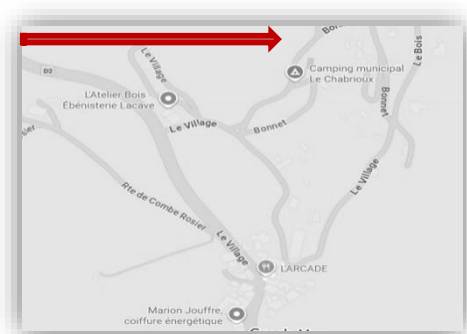 Le Village
Bonnet
Le Bois
D2
Camping municipal
Le Chabrioux
L'Atelier Bois -
Ébénisterie Lacave
Le Village
Bonnet
Le Village
Rte de Combe Rosier
Le Village
L'ARCADE
Marion Jouffre,
coiffure énergétique